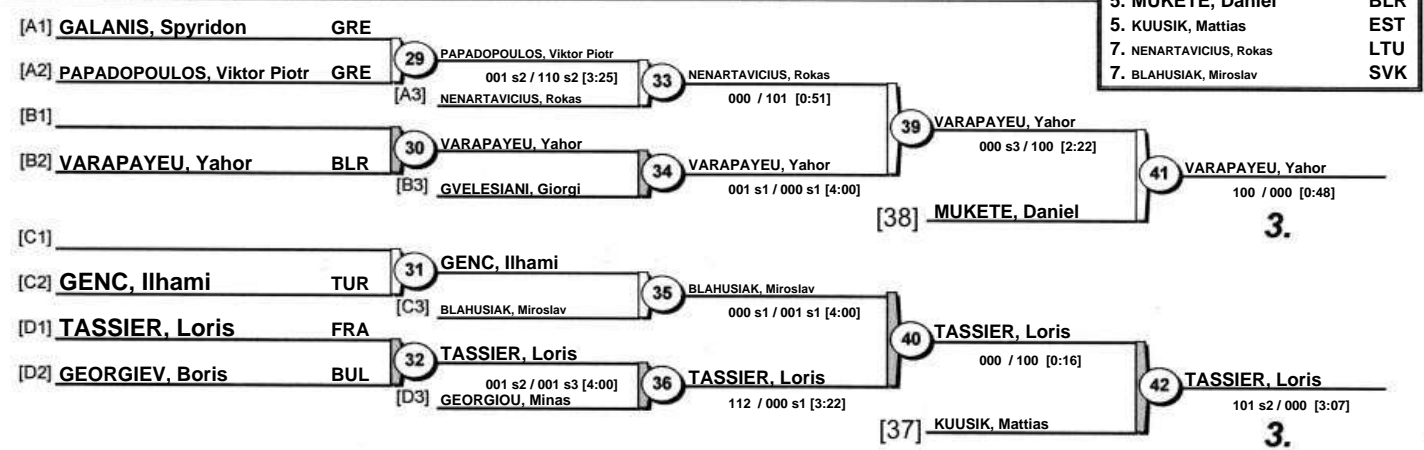 5. MUKETE, Daniel BLR
5. KUUSIK, Mattias EST
7. NENARTAVICIUS, Rokas LTU
7. BLAHUSIAK, Miroslav SVK
[A1] GALANIS, Spyridon GRE
29 PAPADOPOULOS, Viktor Piotr
[A2] PAPADOPOULOS, Viktor Piotr GRE
001 s2 / 110 s2 [3:25]
33 NENARTAVICIUS, Rokas
[A3] NENARTAVICIUS, Rokas
000 / 101 [0:51]
[B1]
39 VARAPAYEU, Yahor
000 s3 / 100 [2:22]
30 VARAPAYEU, Yahor
[B2] VARAPAYEU, Yahor BLR
34 VARAPAYEU, Yahor
41 VARAPAYEU, Yahor
[B3] GVELESIANI, Giorgi
001 s1 / 000 s1 [4:00]
100 / 000 [0:48]
[38] MUKETE, Daniel
3.
[C1]
31 GENC, Ilhami
[C2] GENC, Ilhami TUR
35 BLAHUSIAK, Miroslav
[C3] BLAHUSIAK, Miroslav
000 s1 / 001 s1 [4:00]
[D1] TASSIER, Loris FRA
40 TASSIER, Loris
32 TASSIER, Loris
000 / 100 [0:16]
[D2] GEORGIEV, Boris BUL
001 s2 / 001 s3 [4:00]
36 TASSIER, Loris
42 TASSIER, Loris
[D3] GEORGIOU, Minas
112 / 000 s1 [3:22]
101 s2 / 000 [3:07]
[37] KUUSIK, Mattias
3.